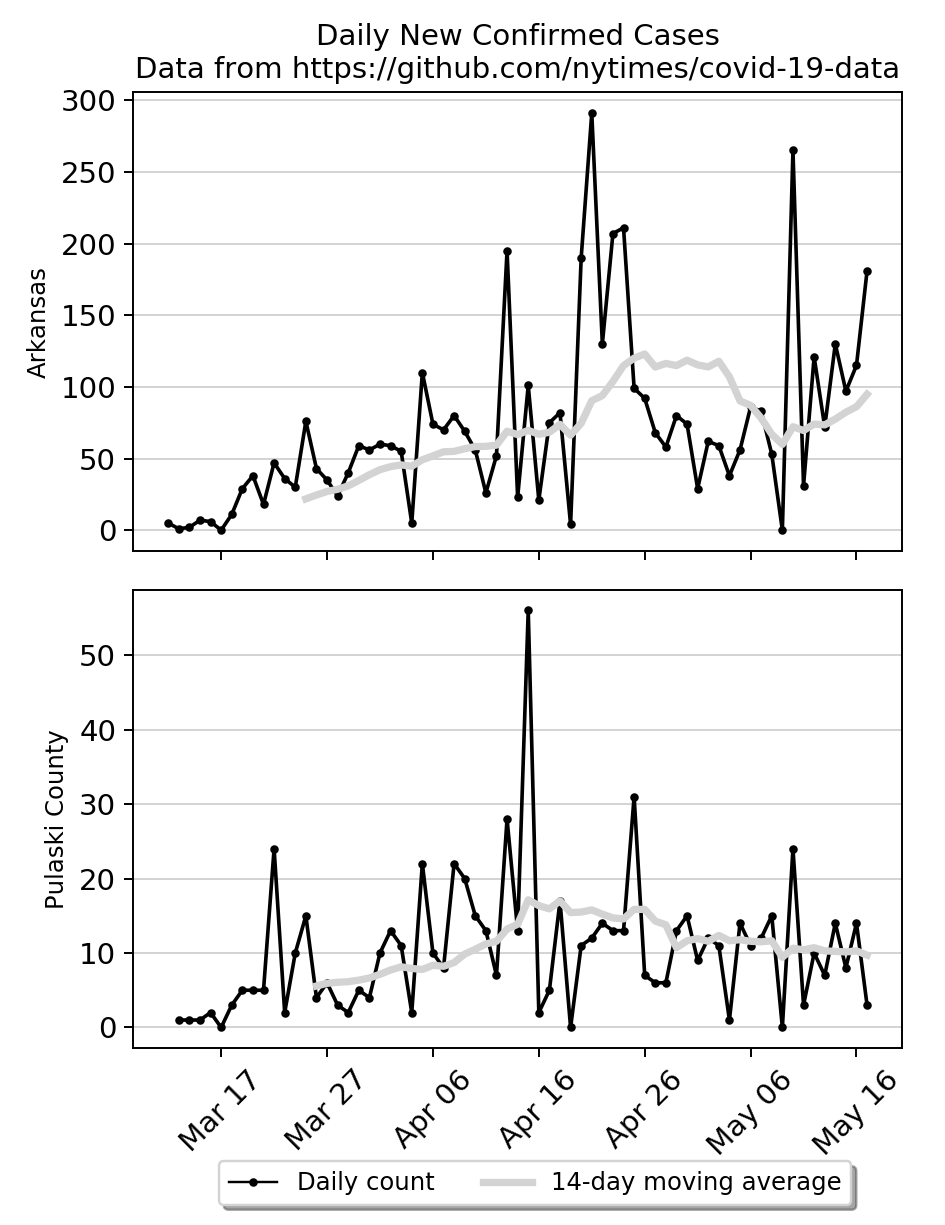 Daily New Confirmed Cases
Data from https://github.com/nytimes/covid-19-data
300
250
200
150
100
50
0
Arkansas
50
40
30
20
10
0
Pulaski County
Mar 17
Mar 27
Apr 06
Apr 16
Apr 26
May 06
May 16
Daily count
14-day moving average